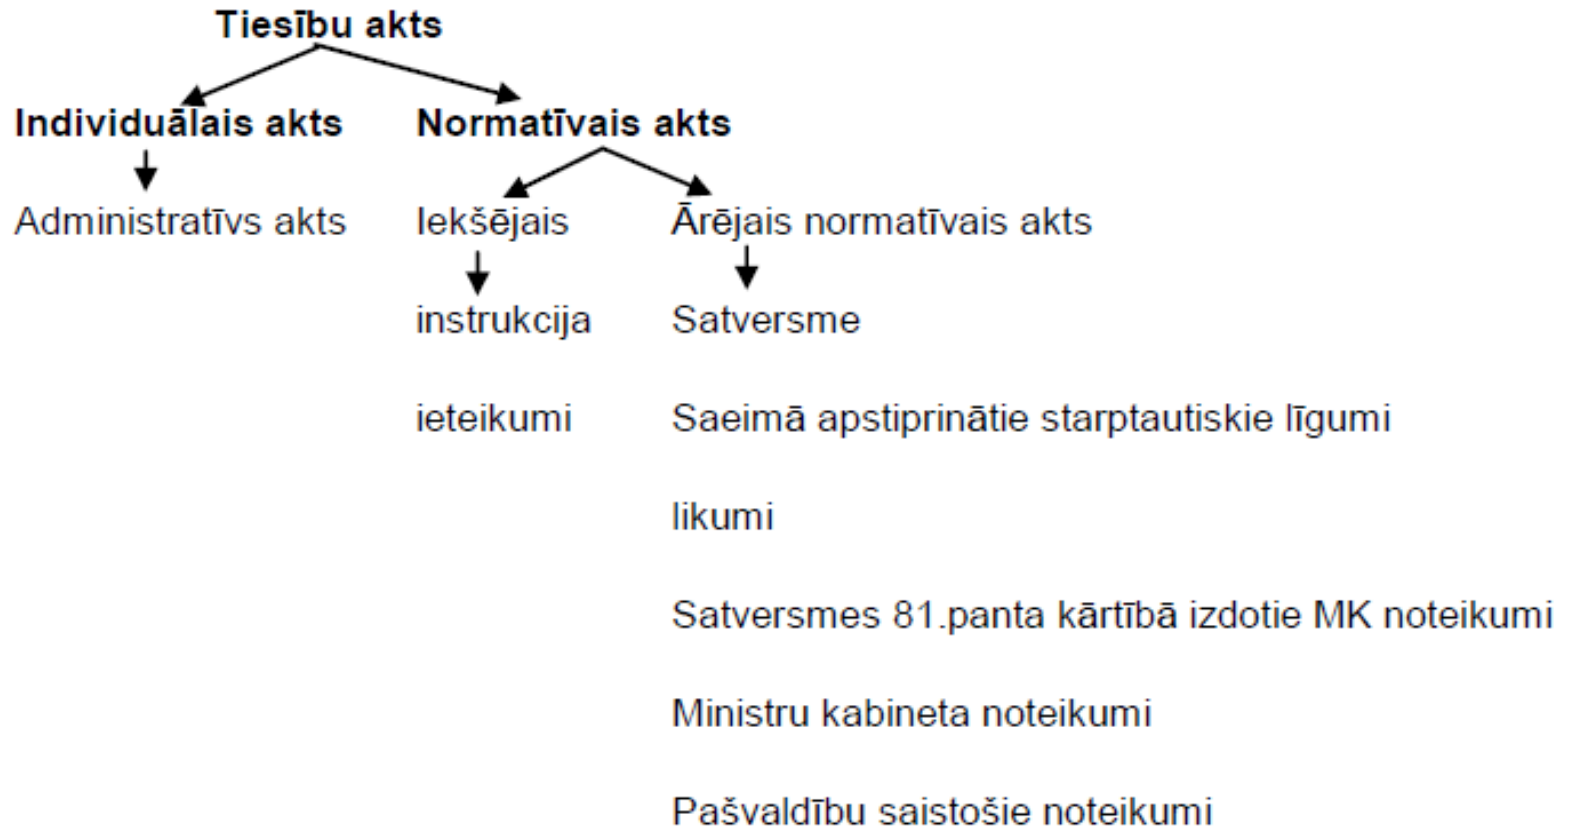 Tiesību akts
Individuālais akts Normatīvais akts
Administratīvs akts Iekšējais Ārējais normatīvais akts
instrukcija Satversme
ieteikumi Saeimā apstiprinātie starptautiskie līgumi
likumi
Satversmes 81.panta kārtībā izdotie MK noteikumi
Ministru kabineta noteikumi
Pašvaldību saistošie noteikumi